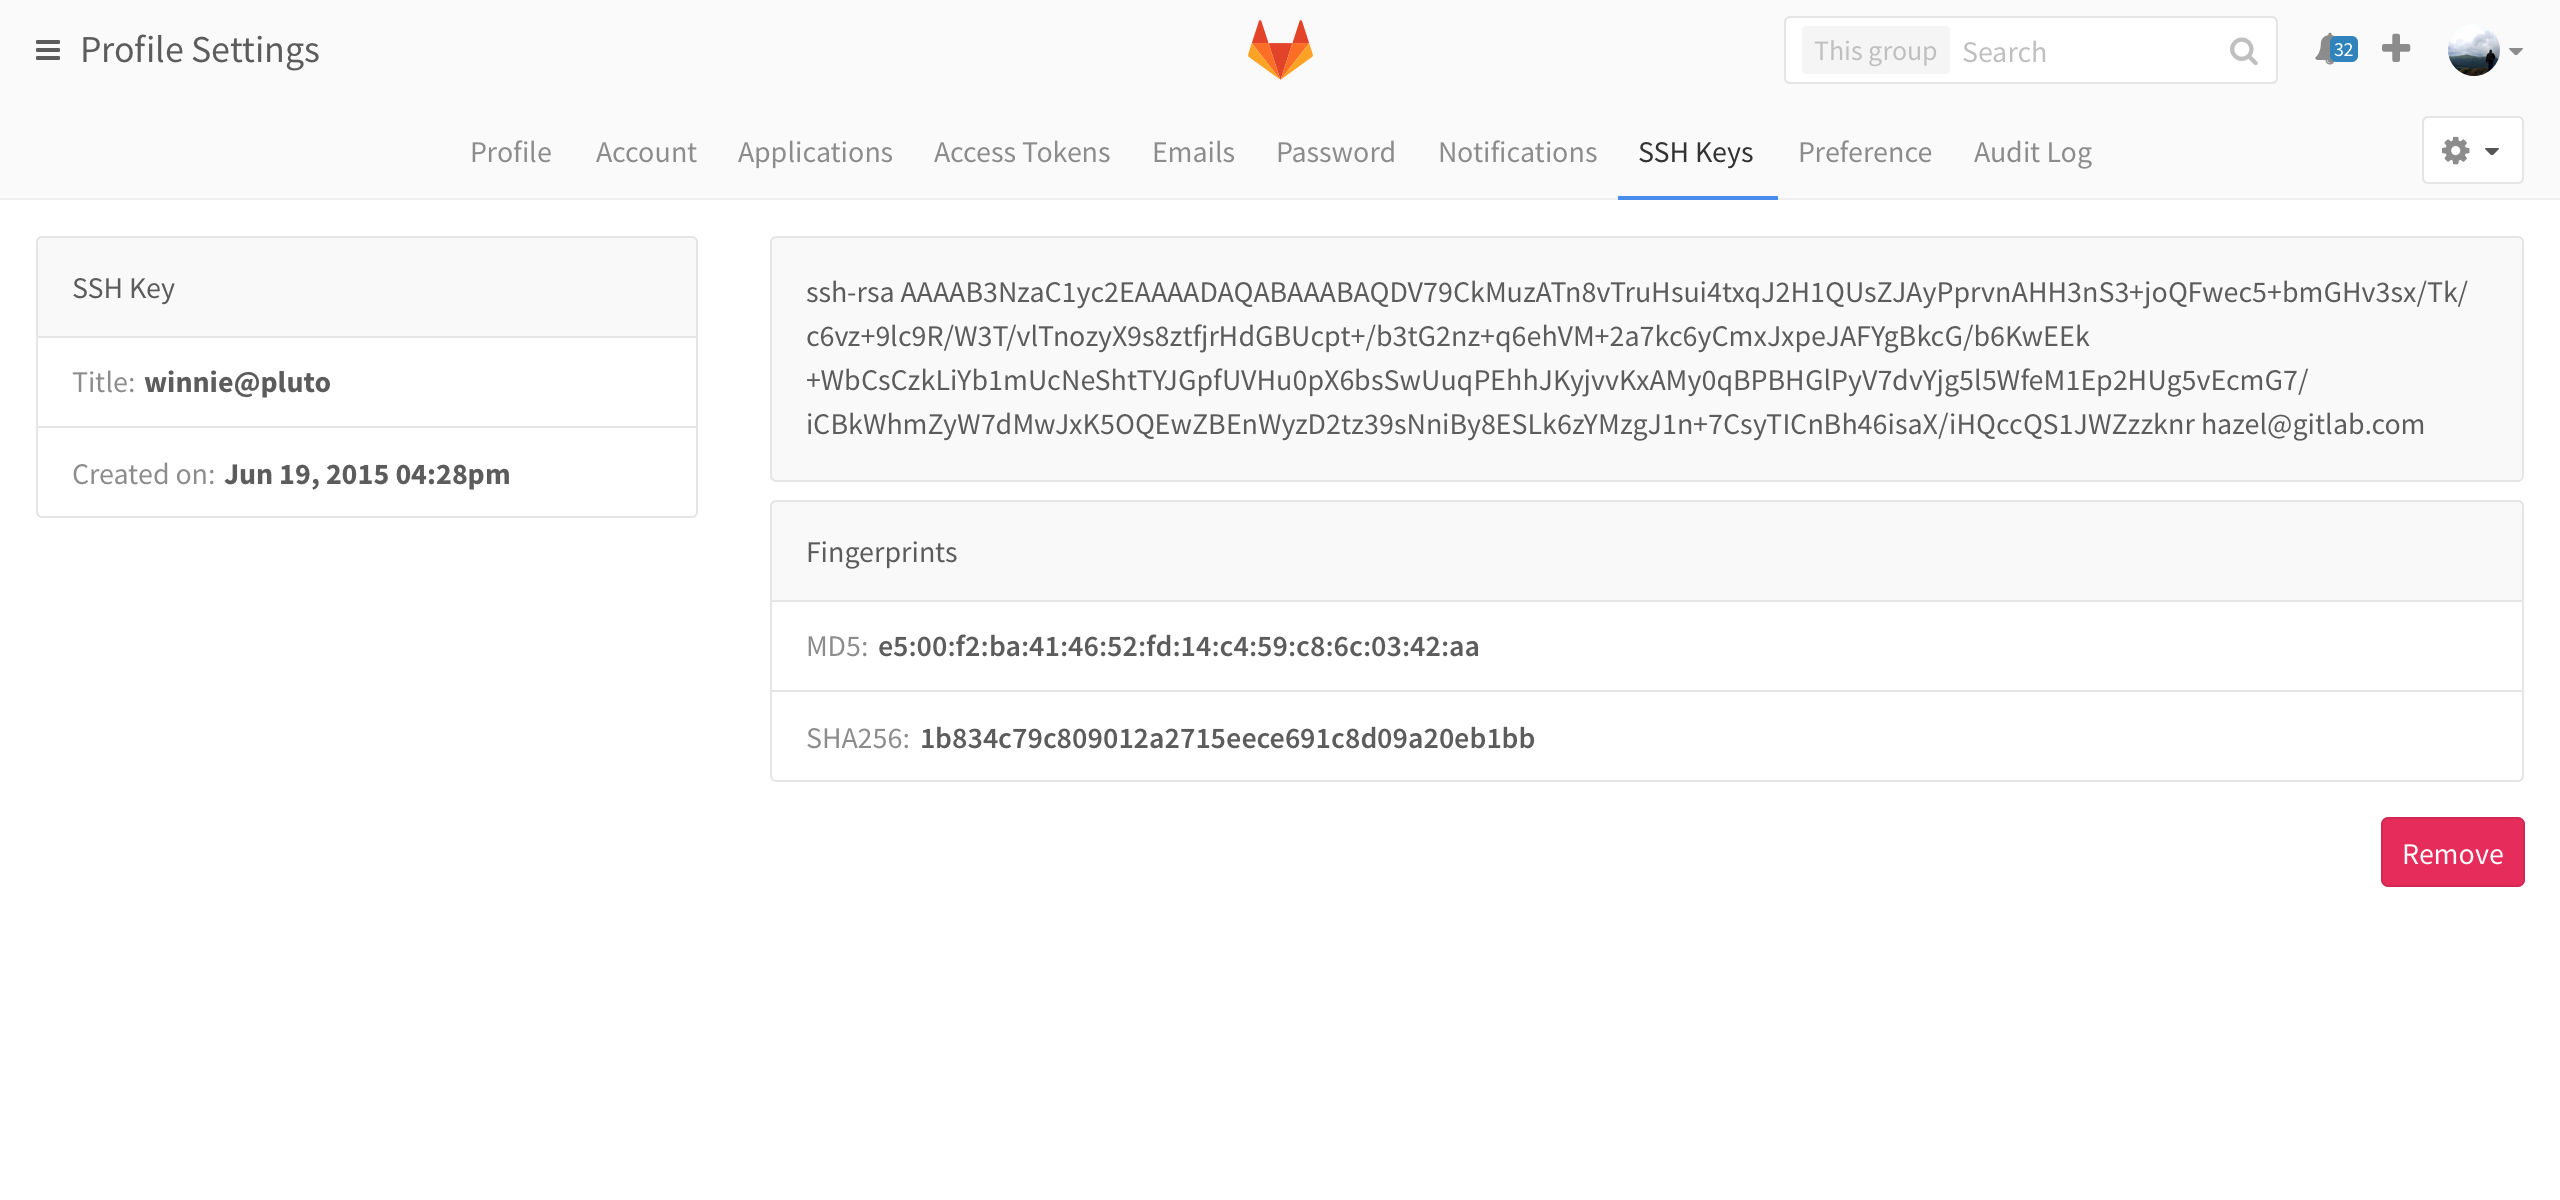 Profile Settings
This group Search
32
Profile Account Applications Access Tokens Emails Password Notifications SSH Keys Preference Audit Log
SSH Key
Title: winnie@pluto
Created on: Jun 19, 2015 04:28pm
ssh-rsa AAAAB3NzaC1yc2EAAAADAQABAAABAQDV79CkMuzATn8vTruHsui4txqJ2H1QUsZJAyPprvnAHH3nS3+joQFwec5+bmGHv3sx/Tk/
c6vz+9lc9R/W3T/vlTnozyX9s8ztfjrHdGBUcpt+/b3tG2nz+q6ehVM+2a7kc6yCmxJxpeJAFYgBkcG/b6KwEEk
+WbCsCzkLiYb1mUcNeShtTYJGpfUVHu0pX6bsSwUuqPEhhJKyjvvKxAMy0qBPBHGlPyV7dvYjg5l5WfeM1Ep2HUg5vEcmG7/
iCBkWhmZyW7dMwJxK5OQEwZBEnWyzD2tz39sNniBy8ESLk6zYMzgJ1n+7CsyTICnBh46isaX/iHQccQS1JWZzzknr hazel@gitlab.com
Fingerprints
MD5: e5:00:f2:ba:41:46:52:fd:14:c4:59:c8:6c:03:42:aa
SHA256: 1b834c79c809012a2715eece691c8d09a20eb1bb
Remove